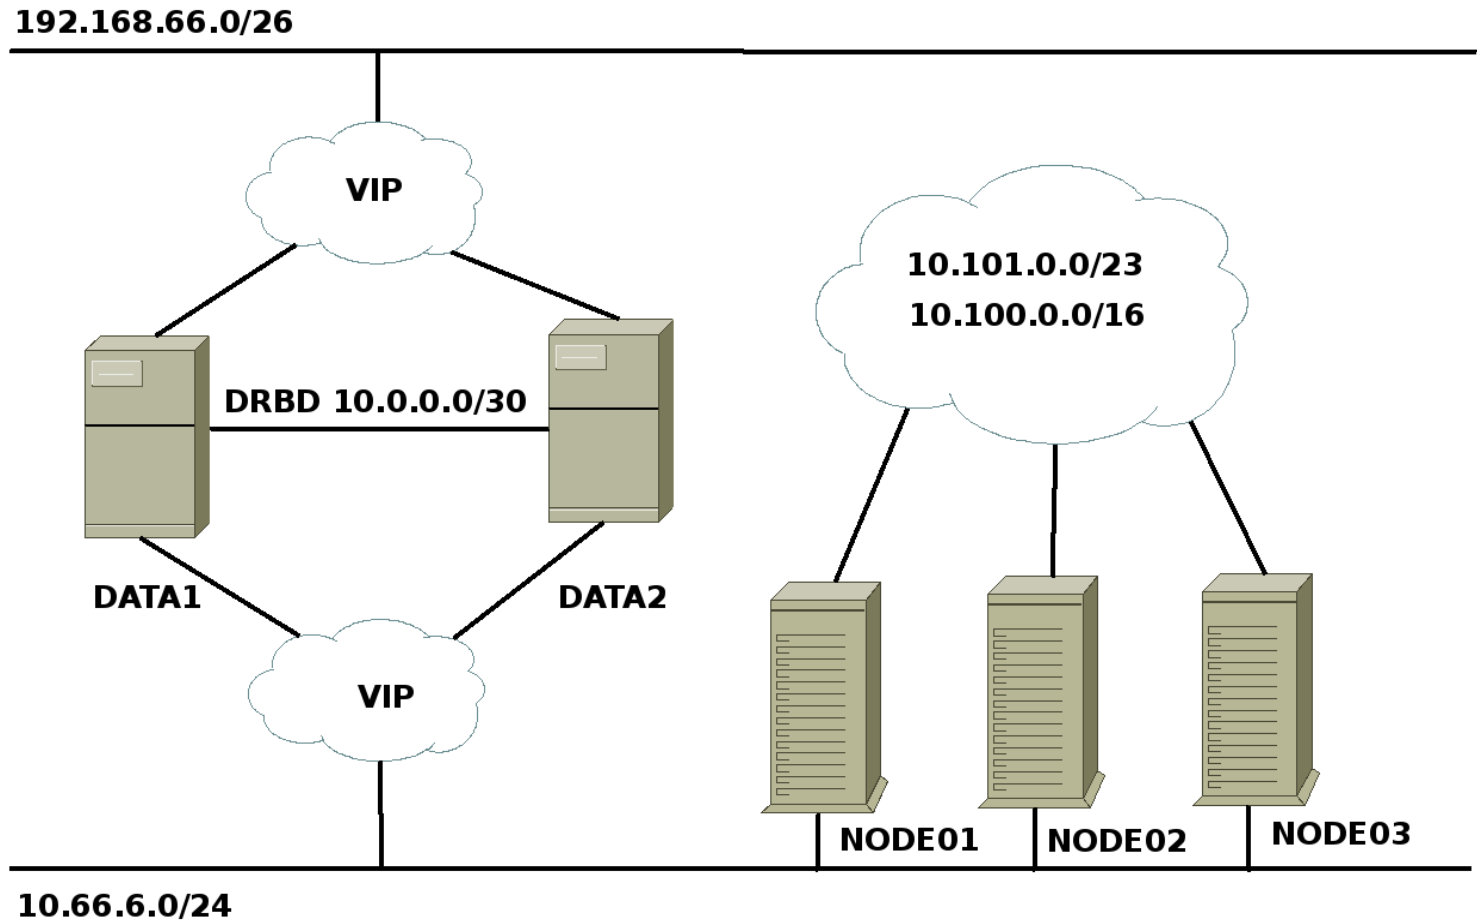 192.168.66.0/26
VIP
10.101.0.0/23
10.100.0.0/16
DRBD 10.0.0.0/30
DATA1
DATA2
VIP
NODE01
NODE02
NODE03
10.66.6.0/24